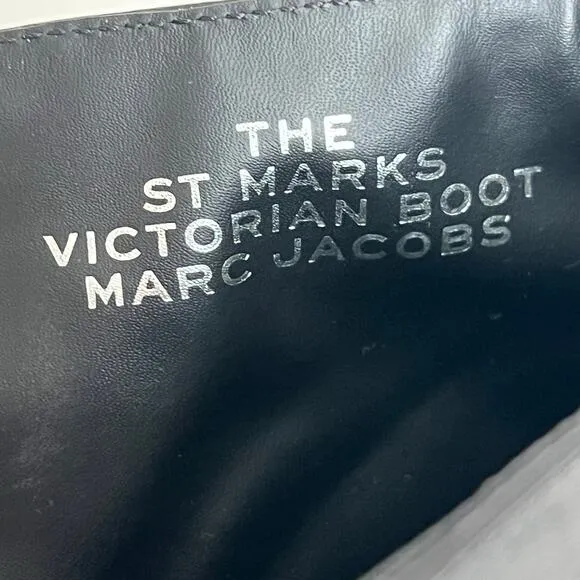 THE
ST MARKS
VICTORIAN BOOT
MARC JACOBS